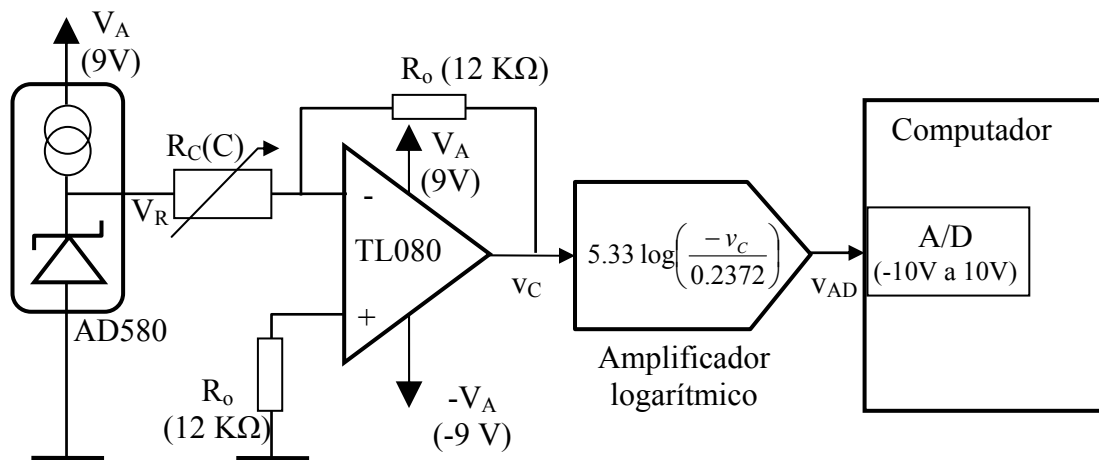 V_A
(9V)
R_o (12 KΩ)
R_C(C)
V_A
(9V)
V_R
-
TL080
+
AD580
R_o
(12 KΩ)
-V_A
(-9 V)
v_C
5.33 log(-v_C / 0.2372)
Amplificador
logarítmico
v_AD
Computador
A/D
(-10V a 10V)